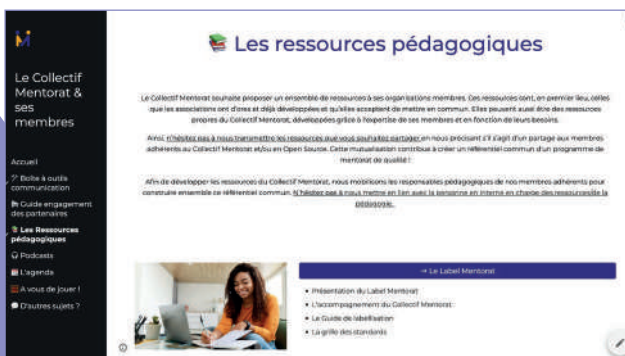 Le Collectif
Mentorat &
ses
membres
Accueil
Boîte à outils
communication
Guide engagement
des partenaires
Les Ressources
pédagogiques
Podcasts
L'agenda
A vous de jouer !
D'autres sujets ?
Les ressources pédagogiques
Le Collectif Mentorat souhaite proposer un ensemble de ressources à ses organisations membres. Ces ressources sont, en premier lieu, celles
que les associations ont d'ores et déjà développées et qu'elles acceptent de mettre en commun. Elles peuvent aussi être des ressources
propres du Collectif Mentorat, développées grâce à l'expertise de ses membres et en fonction de leurs besoins.
Ainsi, n'hésitez pas à nous transmettre les ressources que vous souhaitez partager en nous précisant s'il s'agit d'un partage aux membres
adhérents au Collectif Mentorat et/ou en Open Source. Cette mutualisation contribue à créer un référentiel commun d'un programme de
mentorat de qualité !
Afin de développer les ressources du Collectif Mentorat, nous mobilisons les responsables pédagogiques de nos membres adhérents pour
construire ensemble ce référentiel commun. N'hésitez pas à nous mettre en lien avec la personne en interne en charge des ressources/de la
pédagogie.
→ Le Label Mentorat
• Présentation du Label Mentorat
• L'accompagnement du Collectif Mentorat
• Le Guide de labellisation
• La grille des standards